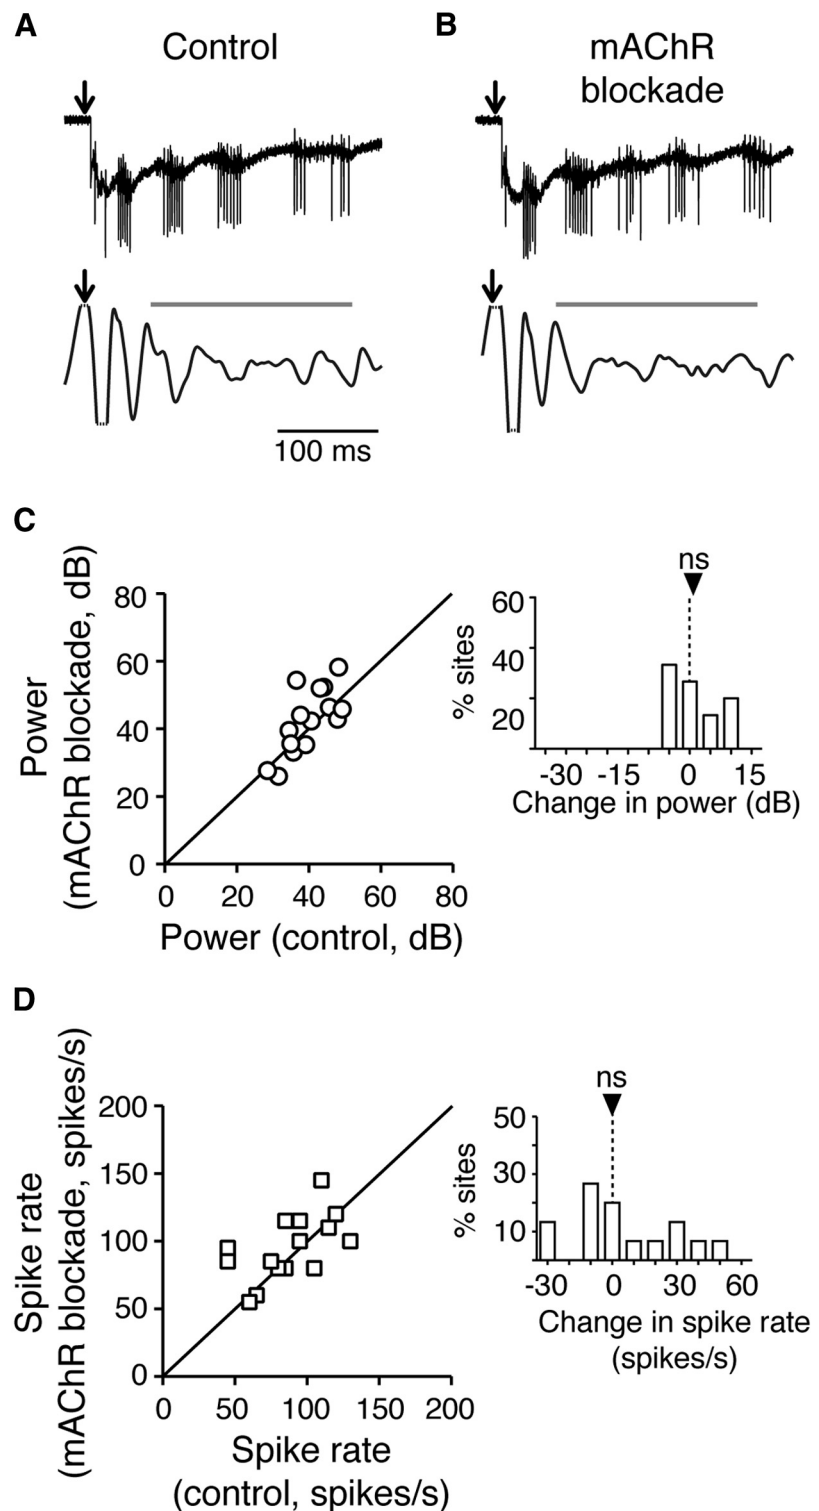 A
Control
B
mAChR
blockade
100 ms
C
Power
(mAChR blockade, dB)
80
60
40
20
0
0 20 40 60 80
Power (control, dB)
ns
% sites
60
40
20
-30 -15 0 15
Change in power (dB)
D
Spike rate
(mAChR blockade, spikes/s)
200
150
100
50
0
0 50 100 150 200
Spike rate
(control, spikes/s)
ns
% sites
50
30
10
-30 0 30 60
Change in spike rate
(spikes/s)